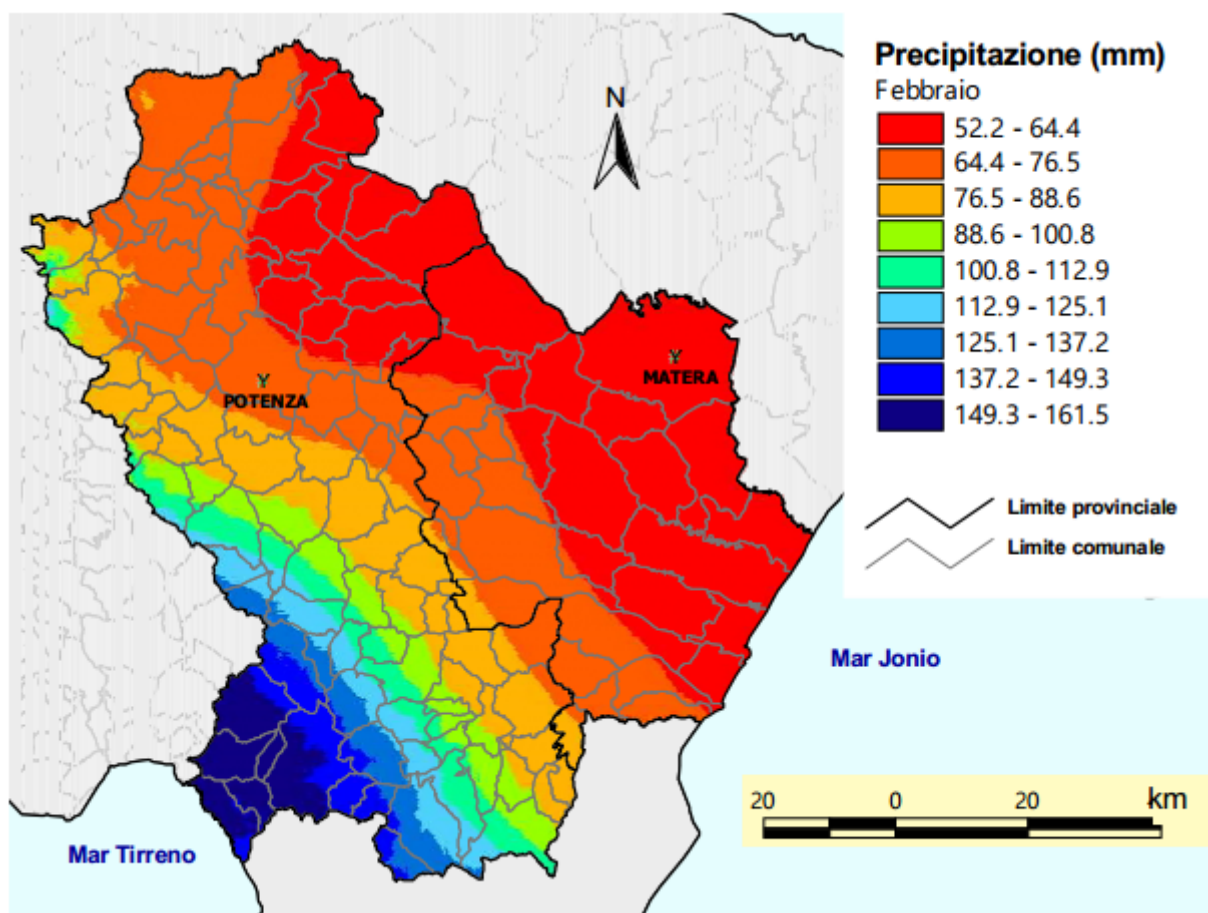 Precipitazione (mm)
Febbraio
52.2 - 64.4
64.4 - 76.5
76.5 - 88.6
88.6 - 100.8
100.8 - 112.9
112.9 - 125.1
125.1 - 137.2
137.2 - 149.3
149.3 - 161.5
N
MATERA
POTENZA
Limite provinciale
Limite comunale
Mar Jonio
20 0 20 km
Mar Tirreno